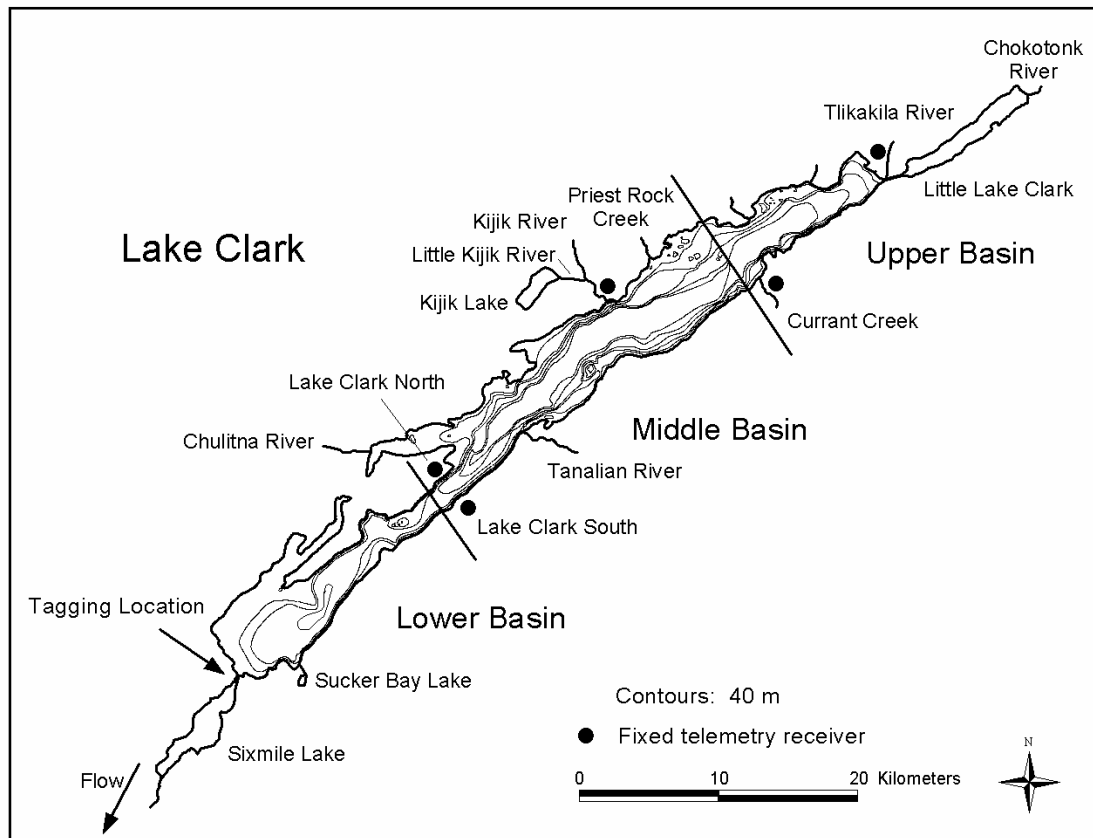 Chokotonk
River
Tlikakila River
Little Lake Clark
Priest Rock
Creek
Kijik River
Little Kijik River
Kijik Lake
Lake Clark
Upper Basin
Currant Creek
Lake Clark
North
Chulitna River
Middle Basin
Tanalian River
Lake Clark South
Tagging Location
Lower Basin
Sucker Bay Lake
Sixmile Lake
Flow
Contours: 40 m
Fixed telemetry receiver
0 10 20 Kilometers
N